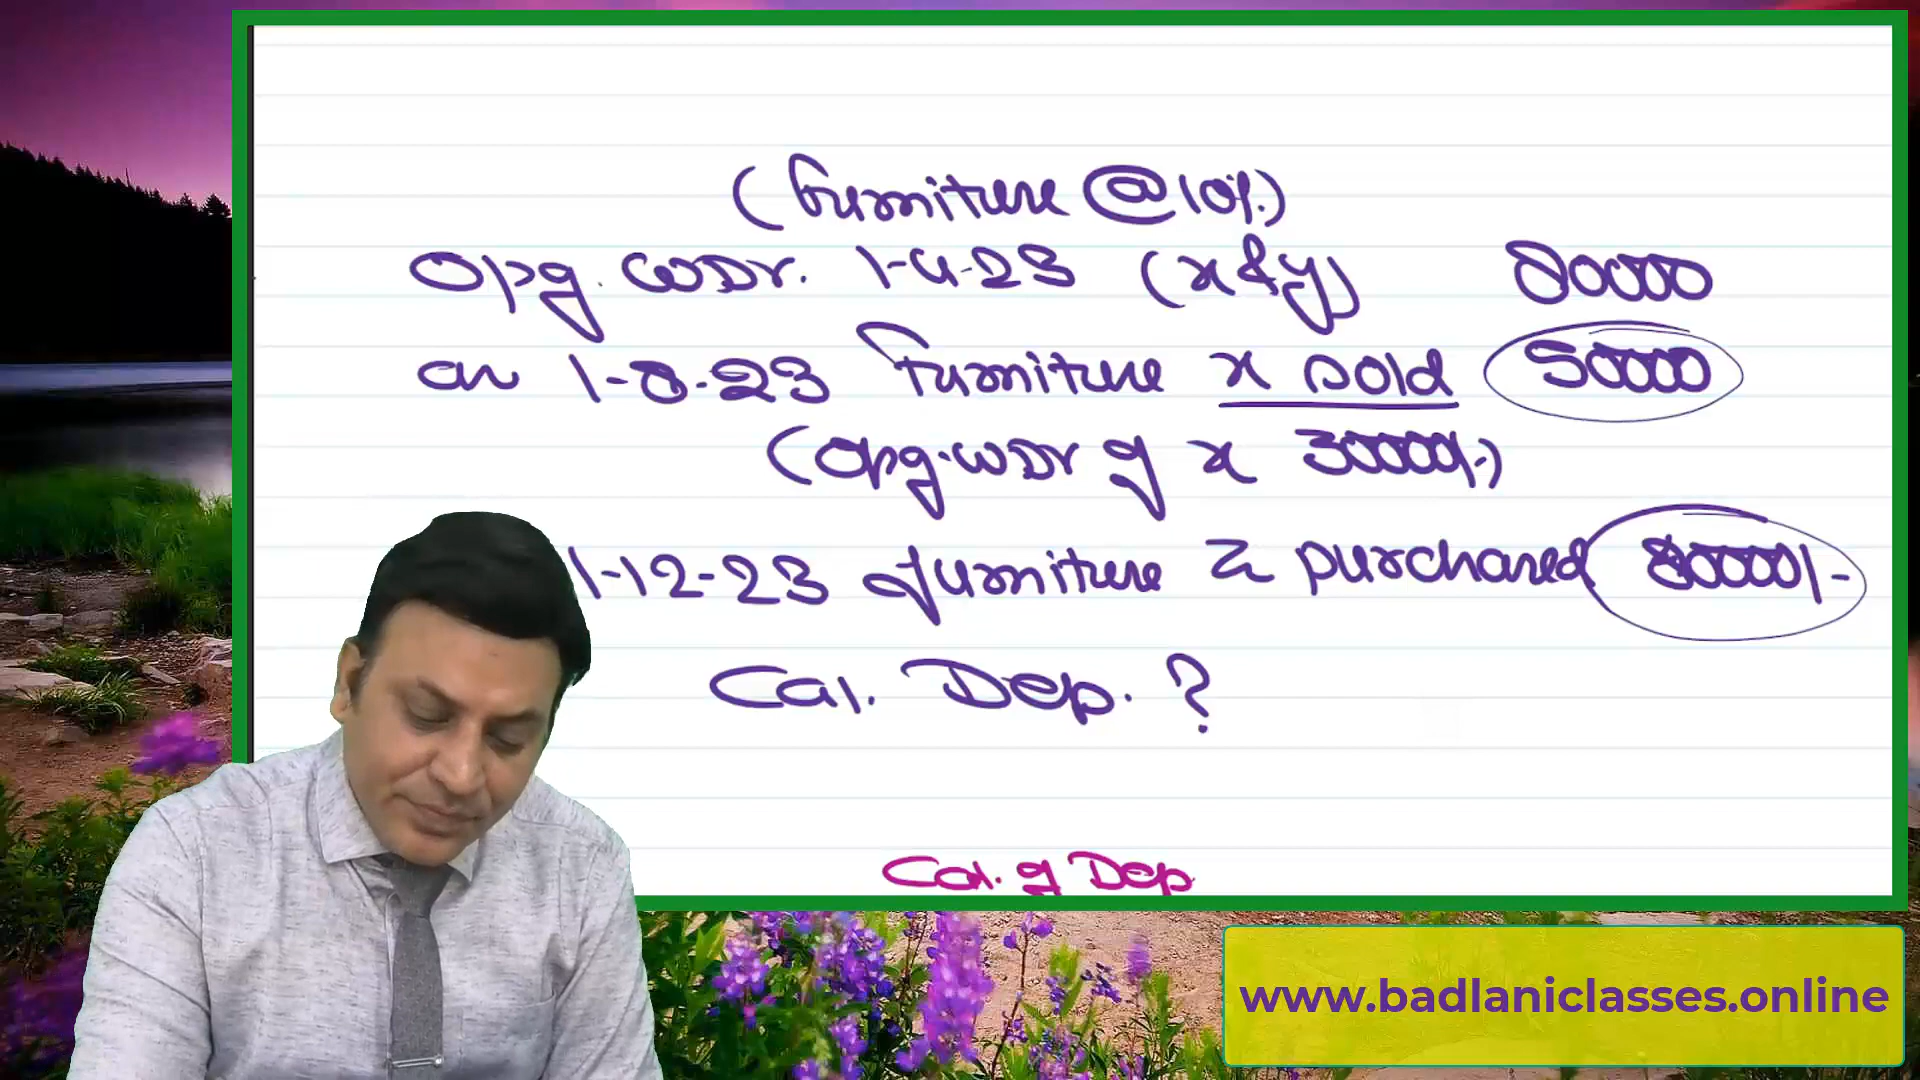 (Furniture @ 10%.)
Opg. WDV. 1-4-23 (x & y) 80000
on 1-8-23 Furniture x sold 50000
(Opg. WDV of x 30000/-)
1-12-23 furniture z purchased 80000/-
Cal. Dep. ?
Cal. of Dep
www.badlaniclasses.online